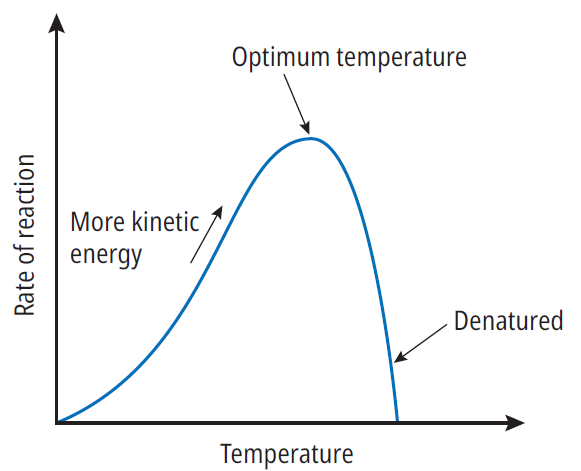 Optimum temperature
Rate of reaction
More kinetic
energy
Denatured
Temperature